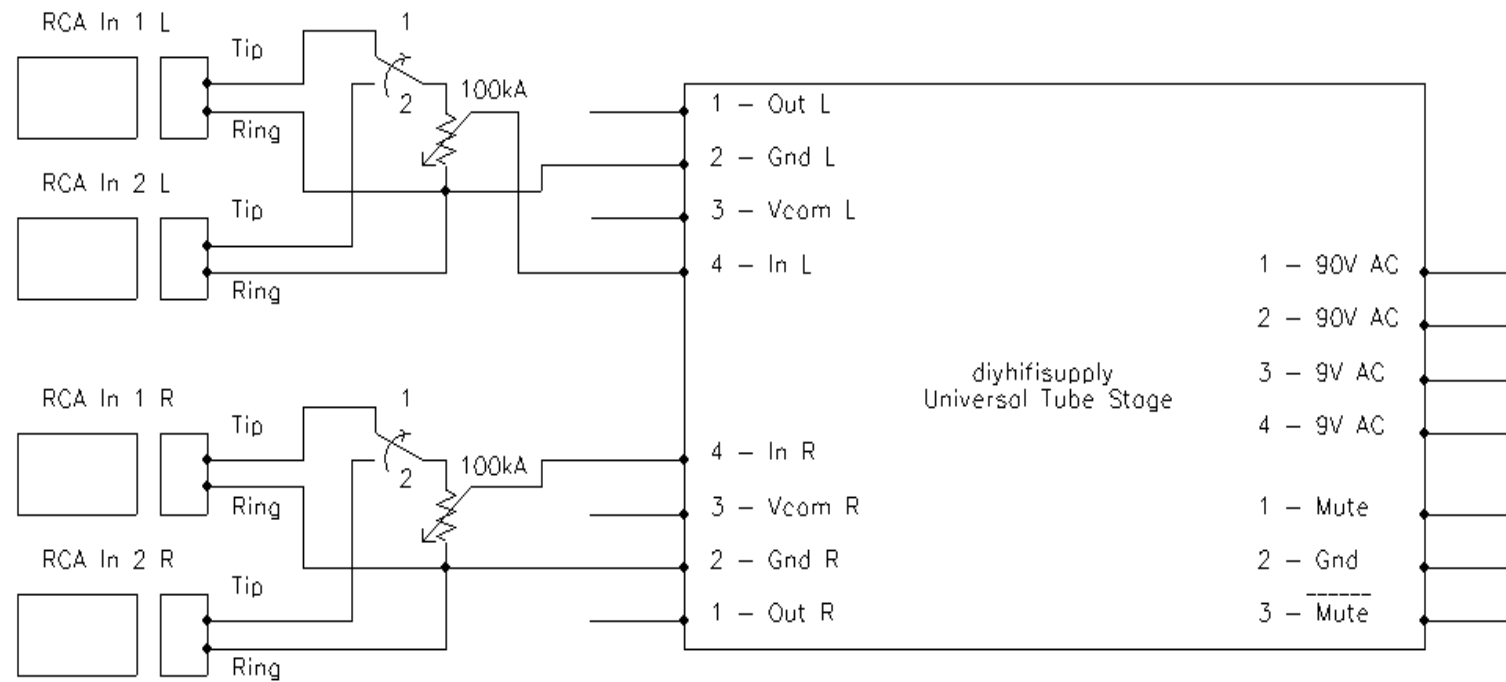 RCA In 1 L
Tip
1
2
100kA
Ring
RCA In 2 L
Tip
Ring
RCA In 1 R
Tip
1
2
100kA
Ring
RCA In 2 R
Tip
Ring
1 – Out L
2 – Gnd L
3 – Vcom L
4 – In L
4 – In R
3 – Vcom R
2 – Gnd R
1 – Out R
diyhifisupply
Universal Tube Stage
1 – 90V AC
2 – 90V AC
3 – 9V AC
4 – 9V AC
1 – Mute
2 – Gnd
3 – Mute